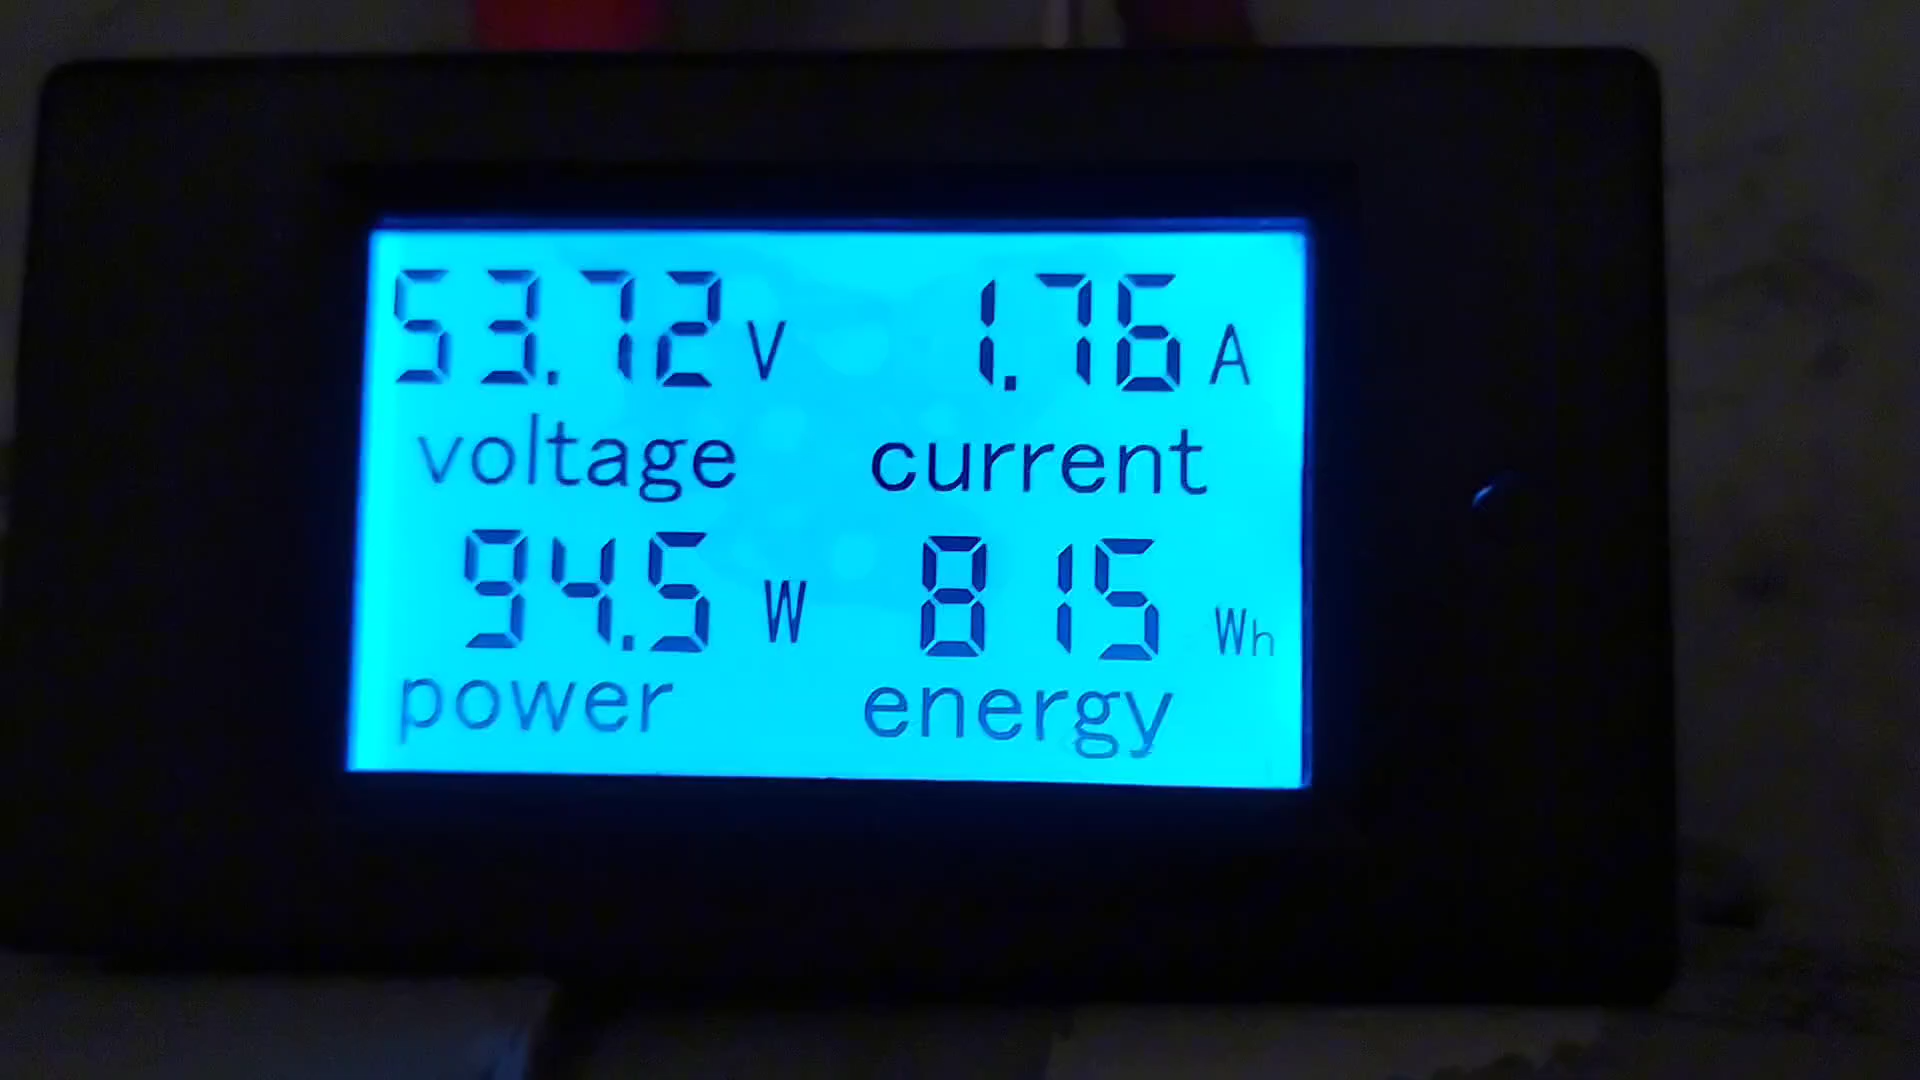 53.72 V 1.76 A
voltage current
94.5 W 815 Wh
power energy